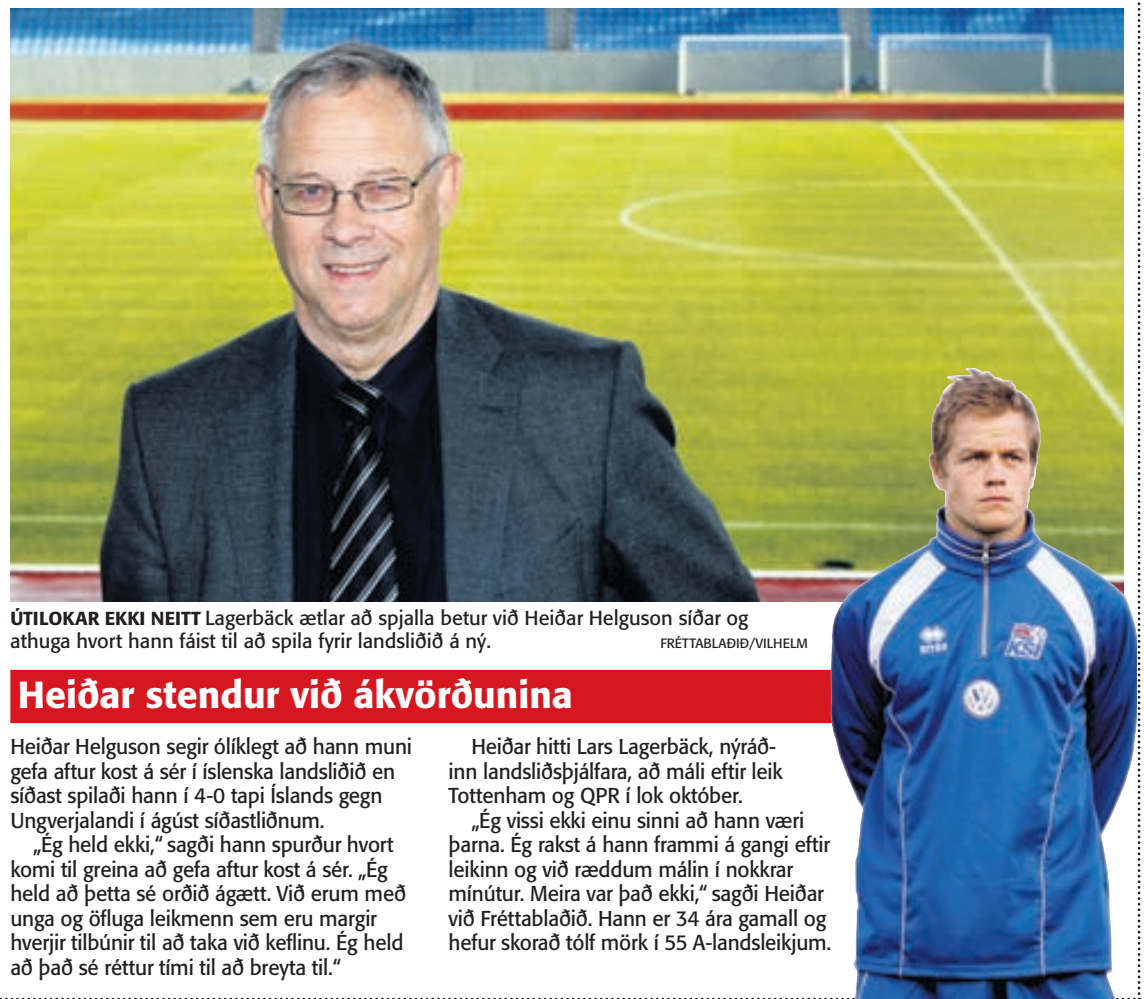 ÚTILOKAR EKKI NEITT Lagerbäck ætlar að spjalla betur við Heiðar Helguson síðar og
athuga hvort hann fáist til að spila fyrir landsliðið á ný.
FRÉTTABLAÐIÐ/VILHELM
Heiðar stendur við ákvörðunina
Heiðar Helguson segir ólíklegt að hann muni
gefa aftur kost á sér í íslenska landsliðið en
síðast spilaði hann í 4-0 tapi Íslands gegn
Ungverjalandi í ágúst síðastliðnum.
„Ég held ekki,“ sagði hann spurður hvort
komi til greina að gefa aftur kost á sér. „Ég
held að þetta sé orðið ágætt. Við erum með
unga og öfluga leikmenn sem eru margir
hverjir tilbúnir til að taka við keflinu. Ég held
að það sé réttur tími til að breyta til.“
Heiðar hitti Lars Lagerbäck, nýráð-
inn landsliðsþjálfara, að máli eftir leik
Tottenham og QPR í lok október.
„Ég vissi ekki einu sinni að hann væri
þarna. Ég rakst á hann frammi á gangi eftir
leikinn og við ræddum málin í nokkrar
mínútur. Meira var það ekki,“ sagði Heiðar
við Fréttablaðið. Hann er 34 ára gamall og
hefur skorað tólf mörk í 55 A-landsleikjum.
ERREA
KSÍ